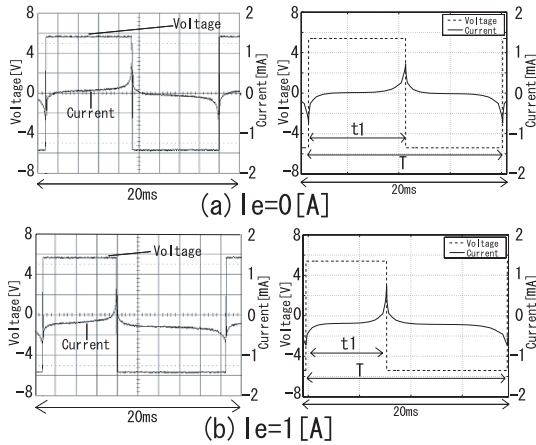 8
4
0
-4
-8
Voltage[V]
Voltage
Current
2
1
0
-1
-2
Current[mA]
20ms
8
4
0
-4
-8
Voltage[V]
Voltage
Current
t1
T
2
1
0
-1
-2
Current[mA]
20ms
(a) Ie=0[A]
8
4
0
-4
-8
Voltage[V]
Voltage
Current
2
1
0
-1
-2
Current[mA]
20ms
8
4
0
-4
-8
Voltage[V]
Voltage
Current
t1
T
2
1
0
-1
-2
Current[mA]
20ms
(b) Ie=1[A]